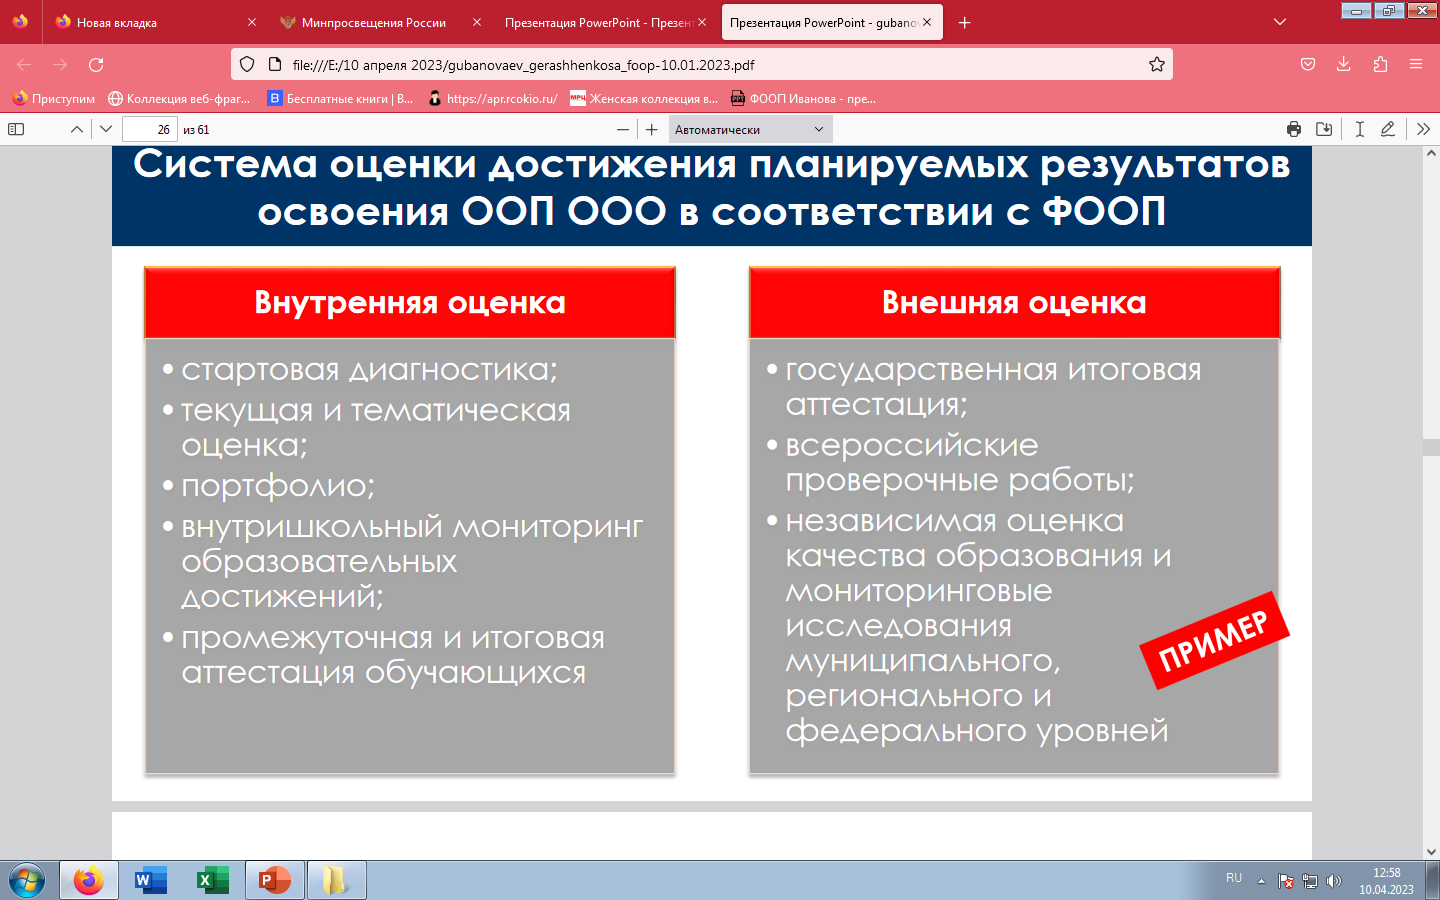 Новая вкладка
Минпросвещения России
Презентация PowerPoint - Презен
Презентация PowerPoint - gubano
file:///E:/10 апреля 2023/gubanovaev_gerashhenkosa_foop-10.01.2023.pdf
Приступим
Коллекция веб-фраг...
Бесплатные книги | В...
https://apr.rcokio.ru/
Женская коллекция в...
ФООП Иванова - пре...
26 из 61
Автоматически
Система оценки достижения планируемых результатов
освоения ООП ООО в соответствии с ФООП
Внутренняя оценка
• стартовая диагностика;
• текущая и тематическая
оценка;
• портфолио;
• внутришкольный мониторинг
образовательных
достижений;
• промежуточная и итоговая
аттестация обучающихся
Внешняя оценка
• государственная итоговая
аттестация;
• всероссийские
проверочные работы;
• независимая оценка
качества образования и
мониторинговые
исследования
муниципального,
регионального и
федерального уровней
ПРИМЕР
RU
12:58
10.04.2023